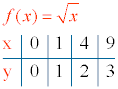 f(x) = √x
x 0 1 4 9
y 0 1 2 3